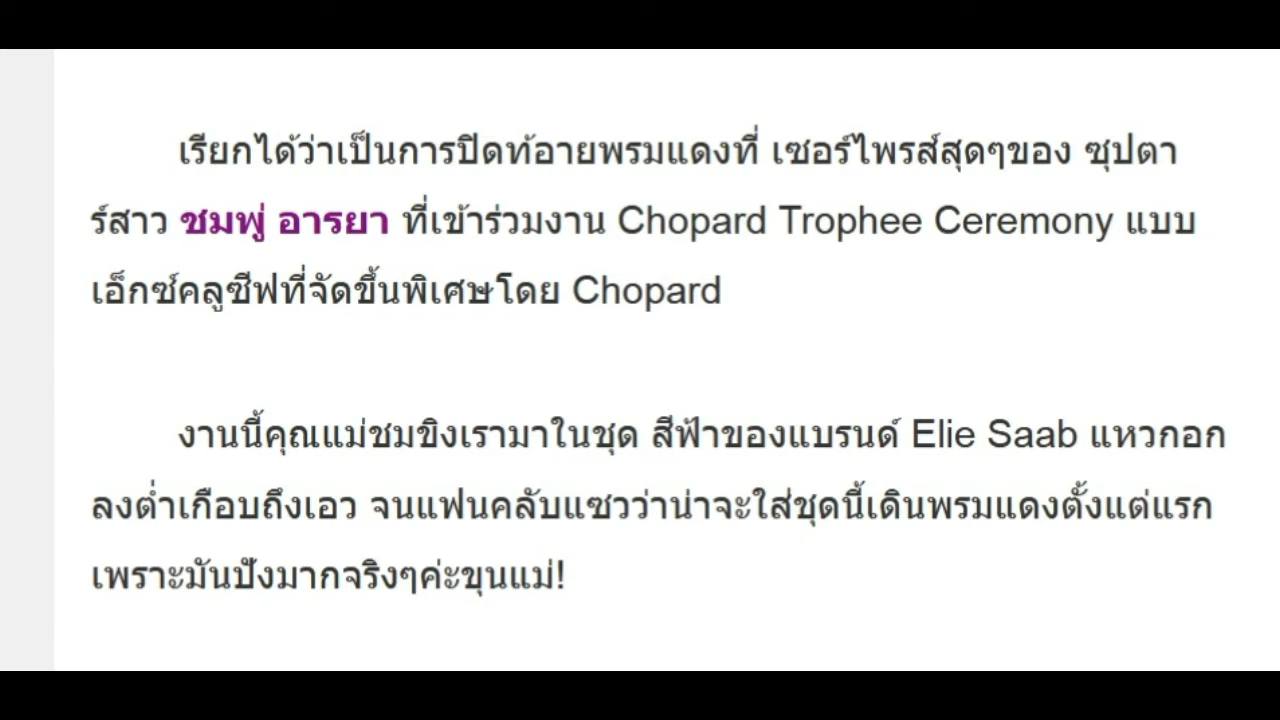 เรียกได้ว่าเป็นการปิดท้อายพรมแดงที่ เซอร์ไพรส์สุดๆของ ซุปตา
ร์สาว ชมพู่ อารยา ที่เข้าร่วมงาน Chopard Trophee Ceremony แบบ
เอ็กซ์คลูซีฟที่จัดขึ้นพิเศษโดย Chopard
งานนี้คุณแม่ชมขิงเรามาในชุด สีฟ้าของแบรนด์ Elie Saab แหวกอก
ลงต่ำเกือบถึงเอว จนแฟนคลับแซวว่าน่าจะใส่ชุดนี้เดินพรมแดงตั้งแต่แรก
เพราะมันปังมากจริงๆค่ะขุนแม่!